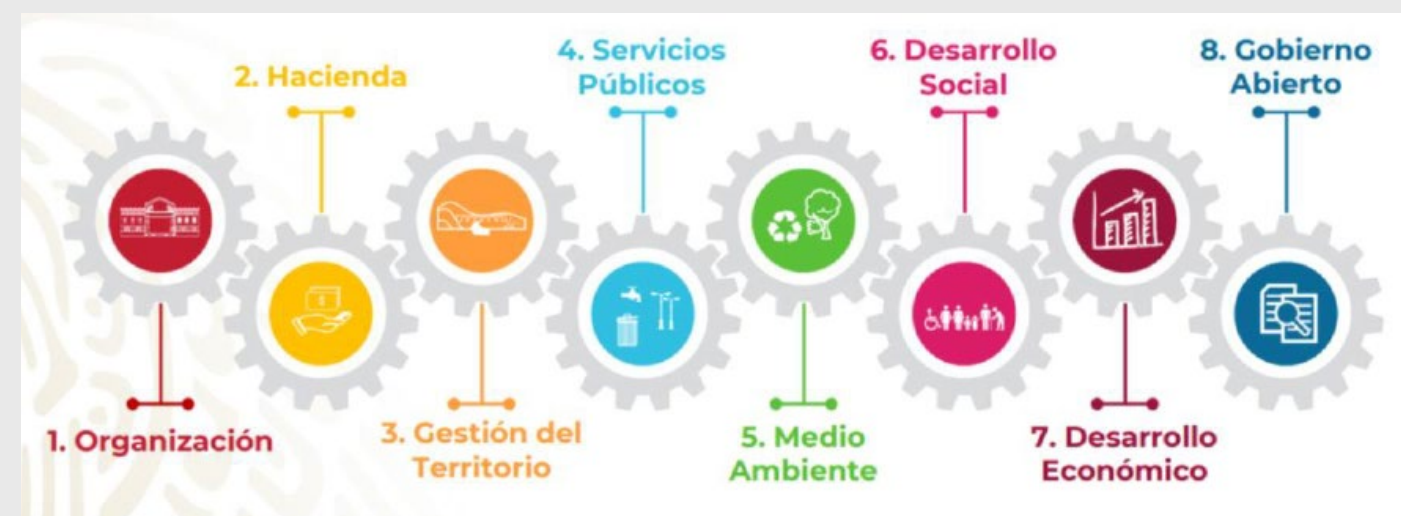 1. Organización
2. Hacienda
3. Gestión del
Territorio
4. Servicios
Públicos
5. Medio
Ambiente
6. Desarrollo
Social
7. Desarrollo
Económico
8. Gobierno
Abierto